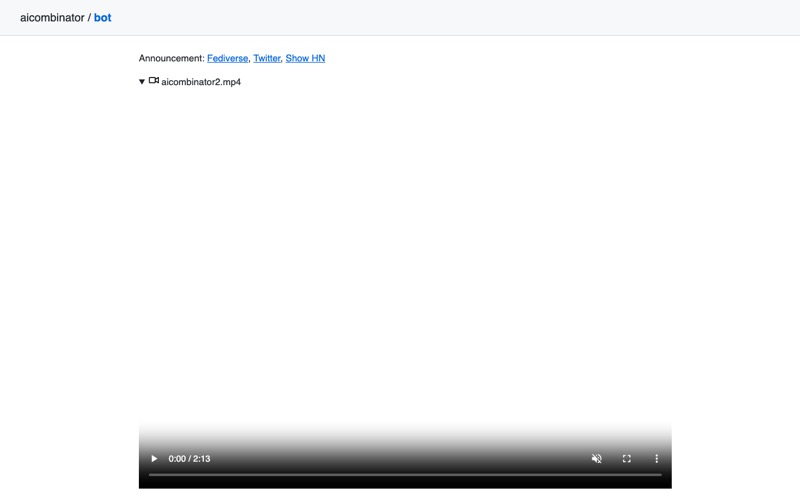 aicombinator / bot
Announcement: Fediverse, Twitter, Show HN
aicombinator2.mp4
0:00 / 2:13